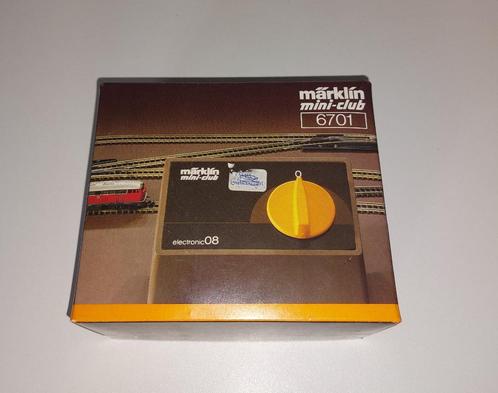 märklin
mini-club
6701
märklin
mini-club
electronic08